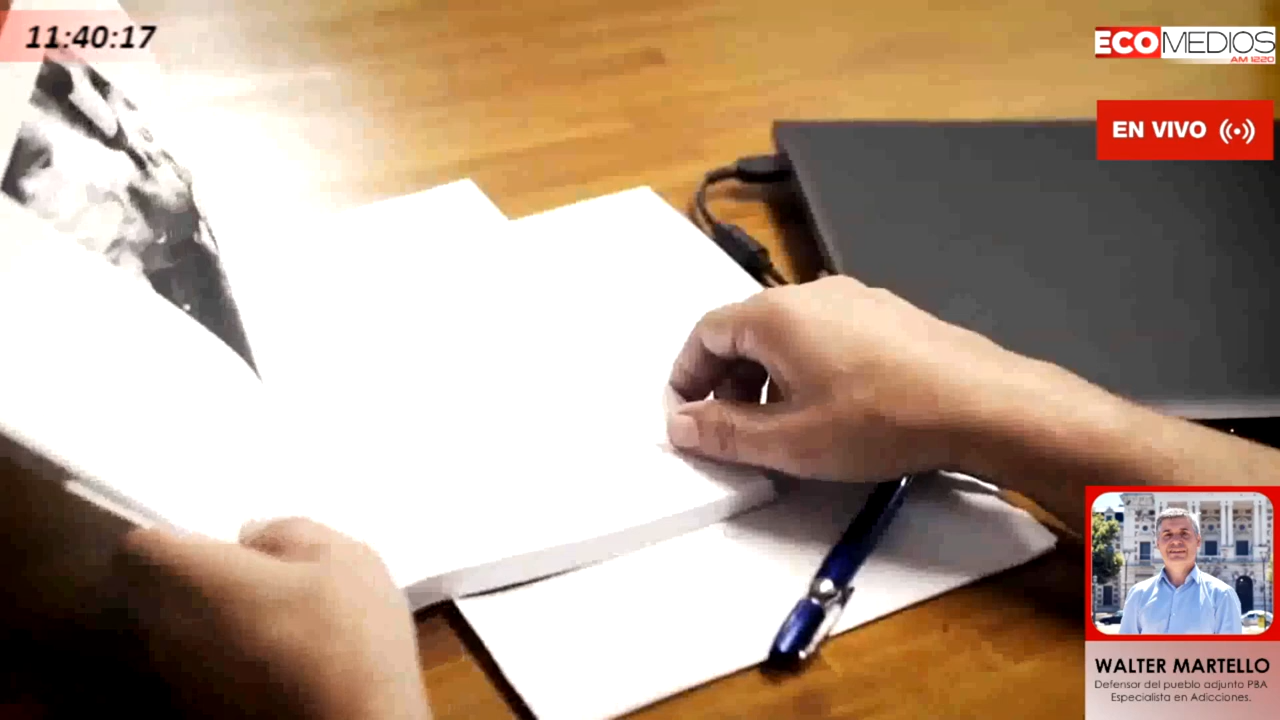 11:40:17
ECOMEDIOS
AM 1220
EN VIVO
WALTER MARTELLO
Defensor del pueblo adjunto PBA
Especialista en Adicciones.